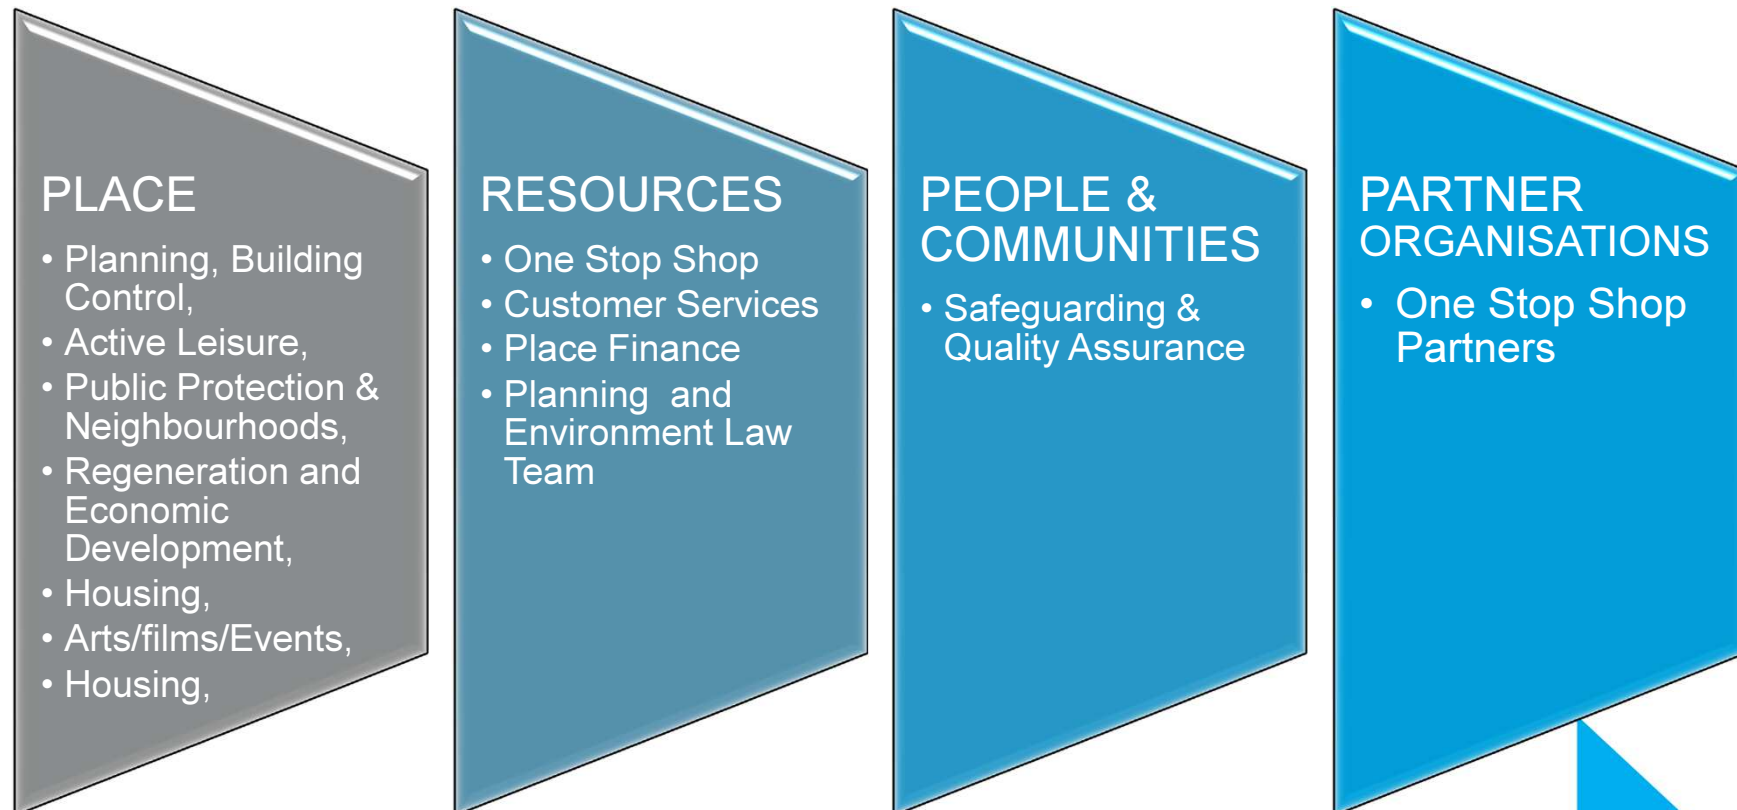 PLACE
• Planning, Building
Control,
• Active Leisure,
• Public Protection &
Neighbourhoods,
• Regeneration and
Economic
Development,
• Housing,
• Arts/films/Events,
• Housing,
RESOURCES
• One Stop Shop
• Customer Services
• Place Finance
• Planning and
Environment Law
Team
PEOPLE &
COMMUNITIES
• Safeguarding &
Quality Assurance
PARTNER
ORGANISATIONS
• One Stop Shop
Partners